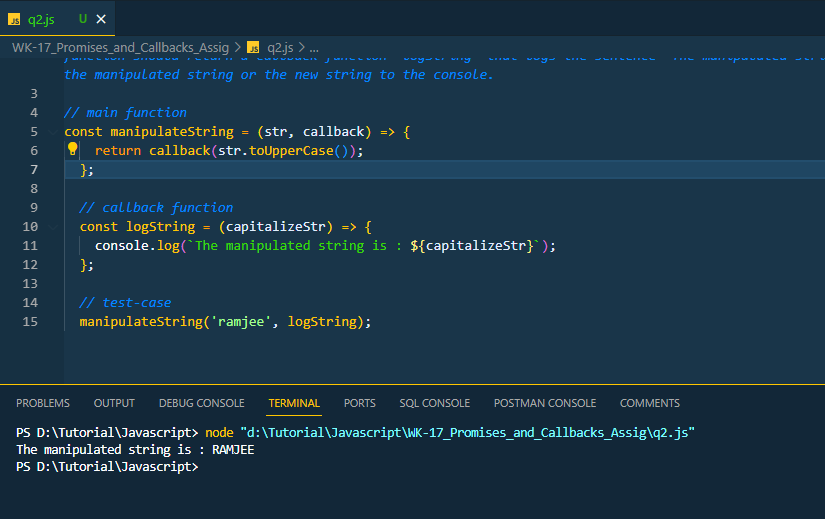 JS q2.js U ×
WK-17_Promises_and_Callbacks_Assig > JS q2.js > ...
function should return a callback function "logString" that logs the sentence "The manipulated
the manipulated string or the new string to the console.
3
4 // main function
5 const manipulateString = (str, callback) => {
6 return callback(str.toUpperCase());
7 };
8
9 // callback function
10 const logString = (capitalizeStr) => {
11 console.log(`The manipulated string is : ${capitalizeStr}`);
12 };
13
14 // test-case
15 manipulateString('ramjee', logString);
PROBLEMS OUTPUT DEBUG CONSOLE TERMINAL PORTS SQL CONSOLE POSTMAN CONSOLE COMMENTS
PS D:\Tutorial\Javascript> node "d:\Tutorial\Javascript\WK-17_Promises_and_Callbacks_Assig\q2.js"
The manipulated string is : RAMJEE
PS D:\Tutorial\Javascript>